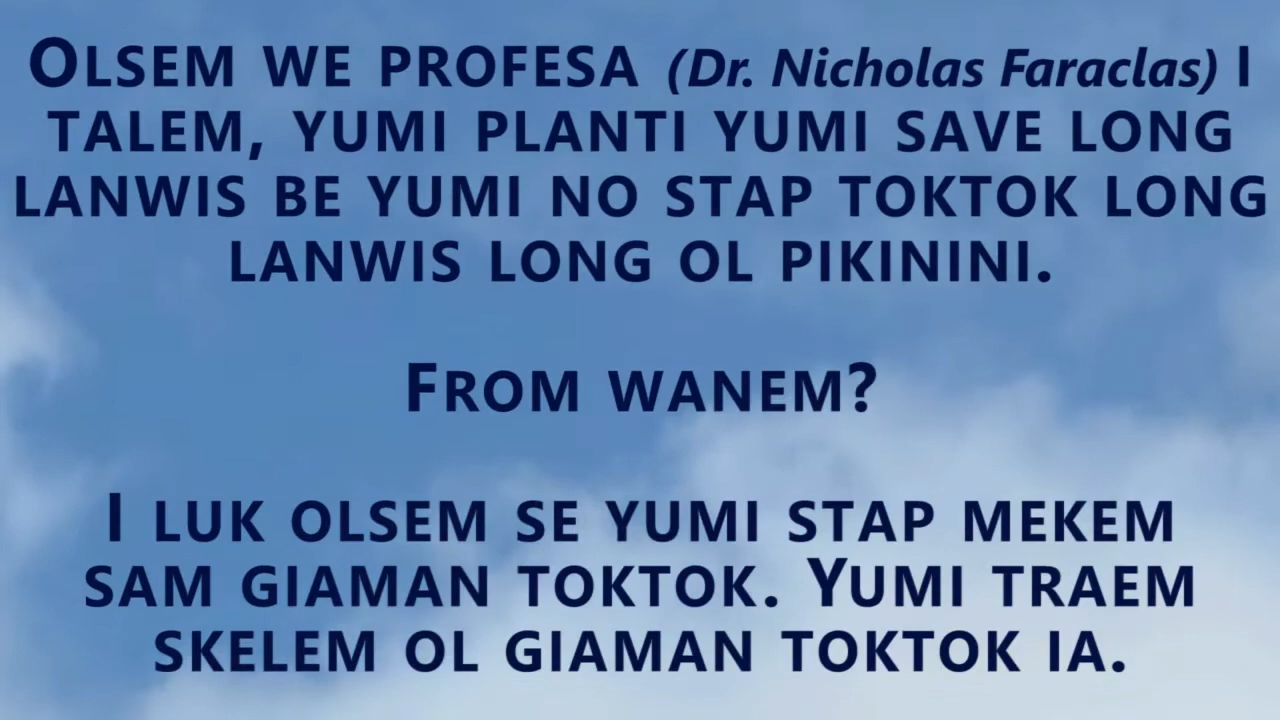 OLSEM WE PROFESA (Dr. Nicholas Faraclas) I
TALEM, YUMI PLANTI YUMI SAVE LONG
LANWIS BE YUMI NO STAP TOKTOK LONG
LANWIS LONG OL PIKININI.
FROM WANEM?
I LUK OLSEM SE YUMI STAP MEKEM
SAM GIAMAN TOKTOK. YUMI TRAEM
SKELEM OL GIAMAN TOKTOK IA.